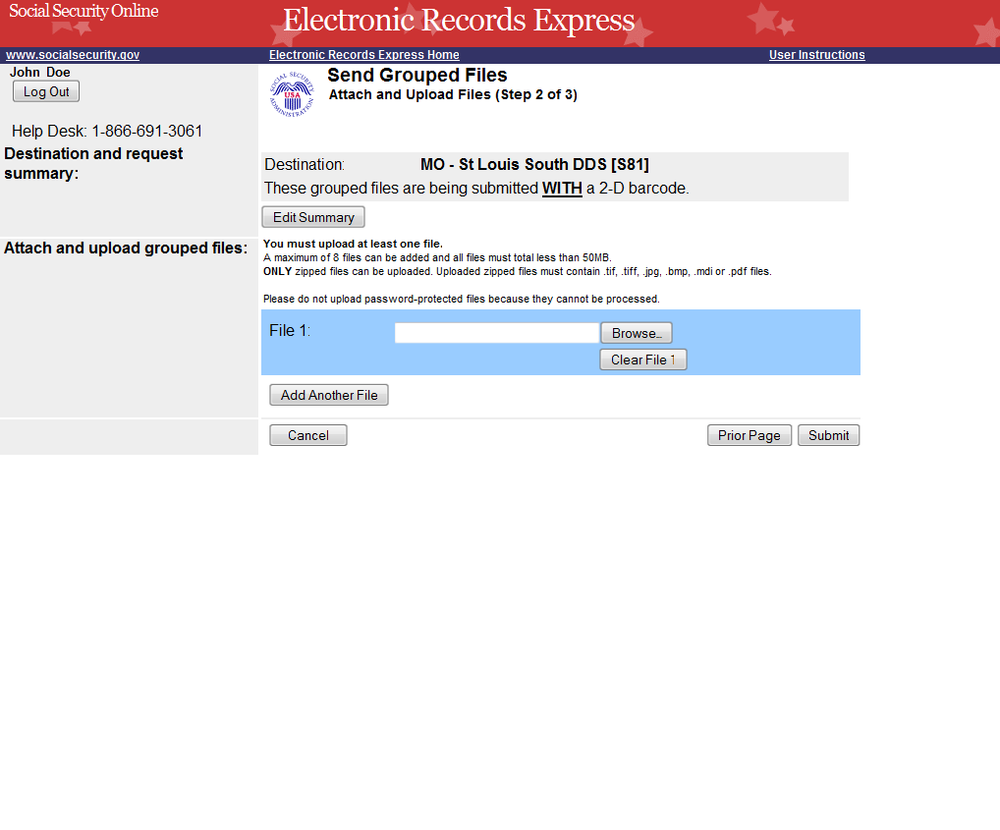 Social Security Online
Electronic Records Express
www.socialsecurity.gov Electronic Records Express Home User Instructions
John Doe
Log Out
Help Desk: 1-866-691-3061
SOCIAL SECURITY ADMINISTRATION
USA
Send Grouped Files
Attach and Upload Files (Step 2 of 3)
Destination and request
summary:
Destination: MO - St Louis South DDS [S81]
These grouped files are being submitted WITH a 2-D barcode.
Edit Summary
Attach and upload grouped files:
You must upload at least one file.
A maximum of 8 files can be added and all files must total less than 50MB.
ONLY zipped files can be uploaded. Uploaded zipped files must contain .tif, .tiff, .jpg, .bmp, .mdi or .pdf files.
Please do not upload password-protected files because they cannot be processed.
File 1: Browse...
Clear File 1
Add Another File
Cancel Prior Page Submit